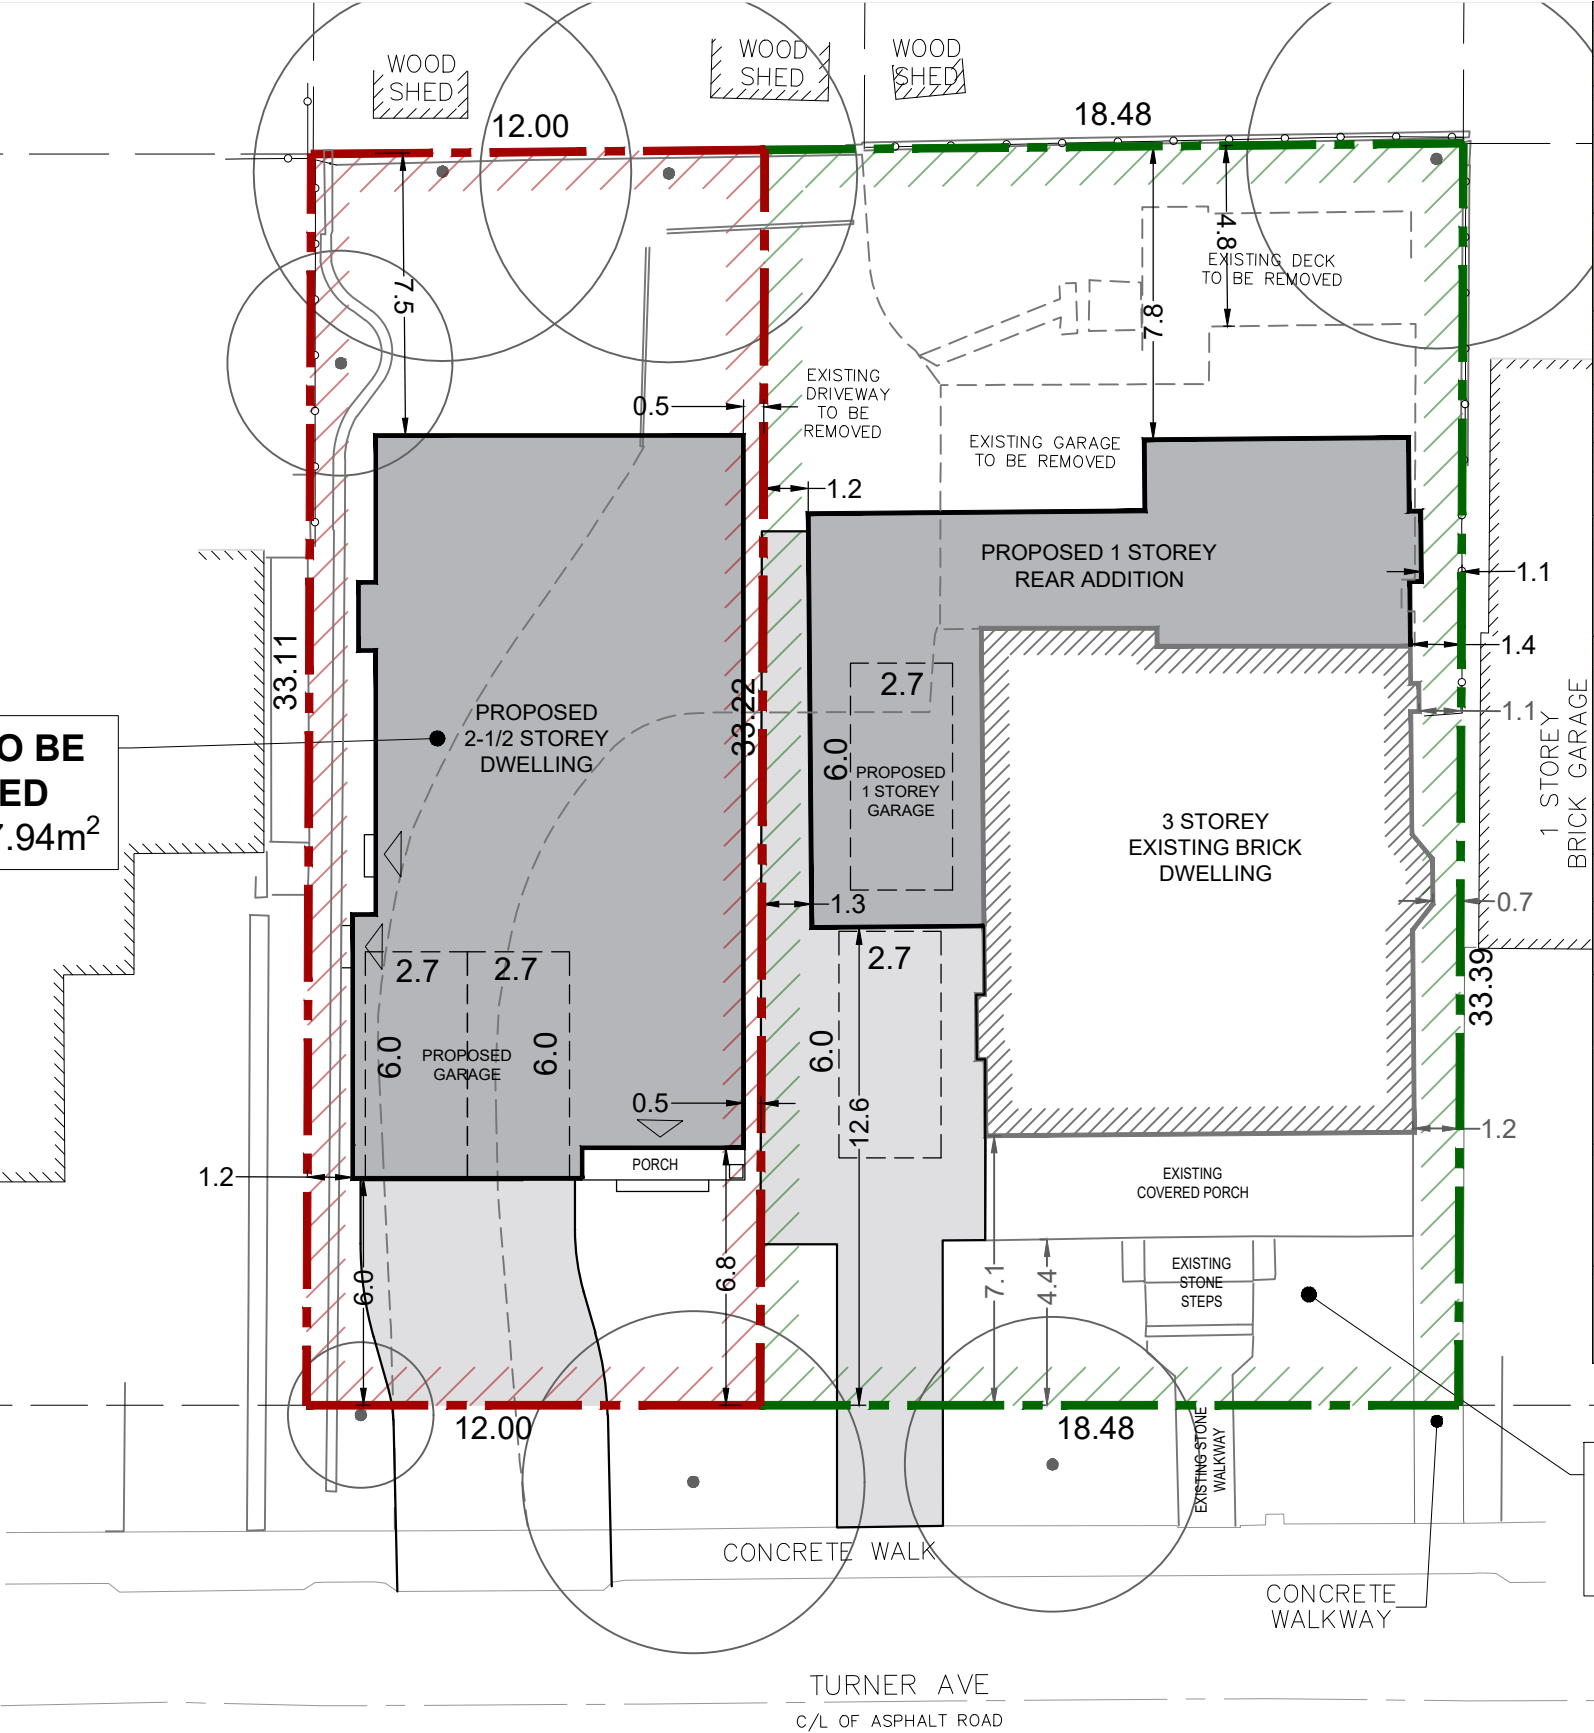 WOOD
SHED
WOOD
SHED
WOOD
SHED
12.00
18.48
7.5
4.8
7.8
EXISTING DECK
TO BE REMOVED
EXISTING
DRIVEWAY
TO BE
REMOVED
0.5
EXISTING GARAGE
TO BE REMOVED
1.2
PROPOSED 1 STOREY
REAR ADDITION
1.1
1.4
33.11
33.22
2.7
PROPOSED
2-1/2 STOREY
DWELLING
1.1
1 STOREY
BRICK GARAGE
O BE
ED
7.94m²
6.0
PROPOSED
1 STOREY
GARAGE
3 STOREY
EXISTING BRICK
DWELLING
1.3
0.7
2.7
2.7
2.7
33.39
6.0
PROPOSED
GARAGE
6.0
6.0
0.5
12.6
1.2
PORCH
1.2
EXISTING
COVERED PORCH
6.0
6.8
7.1
4.4
EXISTING
STONE
STEPS
12.00
18.48
EXISTING STONE
WALKWAY
CONCRETE WALK
CONCRETE
WALKWAY
TURNER AVE
C/L OF ASPHALT ROAD